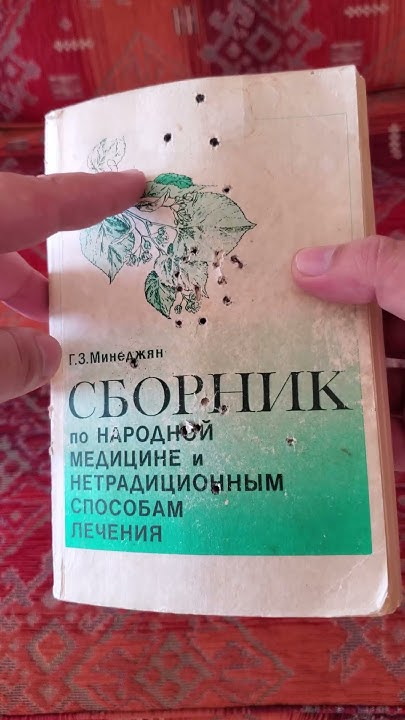 Г.З.Минеджян
СБОРНИК
по НАРОДНОЙ
МЕДИЦИНЕ и
НЕТРАДИЦИОННЫМ
СПОСОБАМ
ЛЕЧЕНИЯ